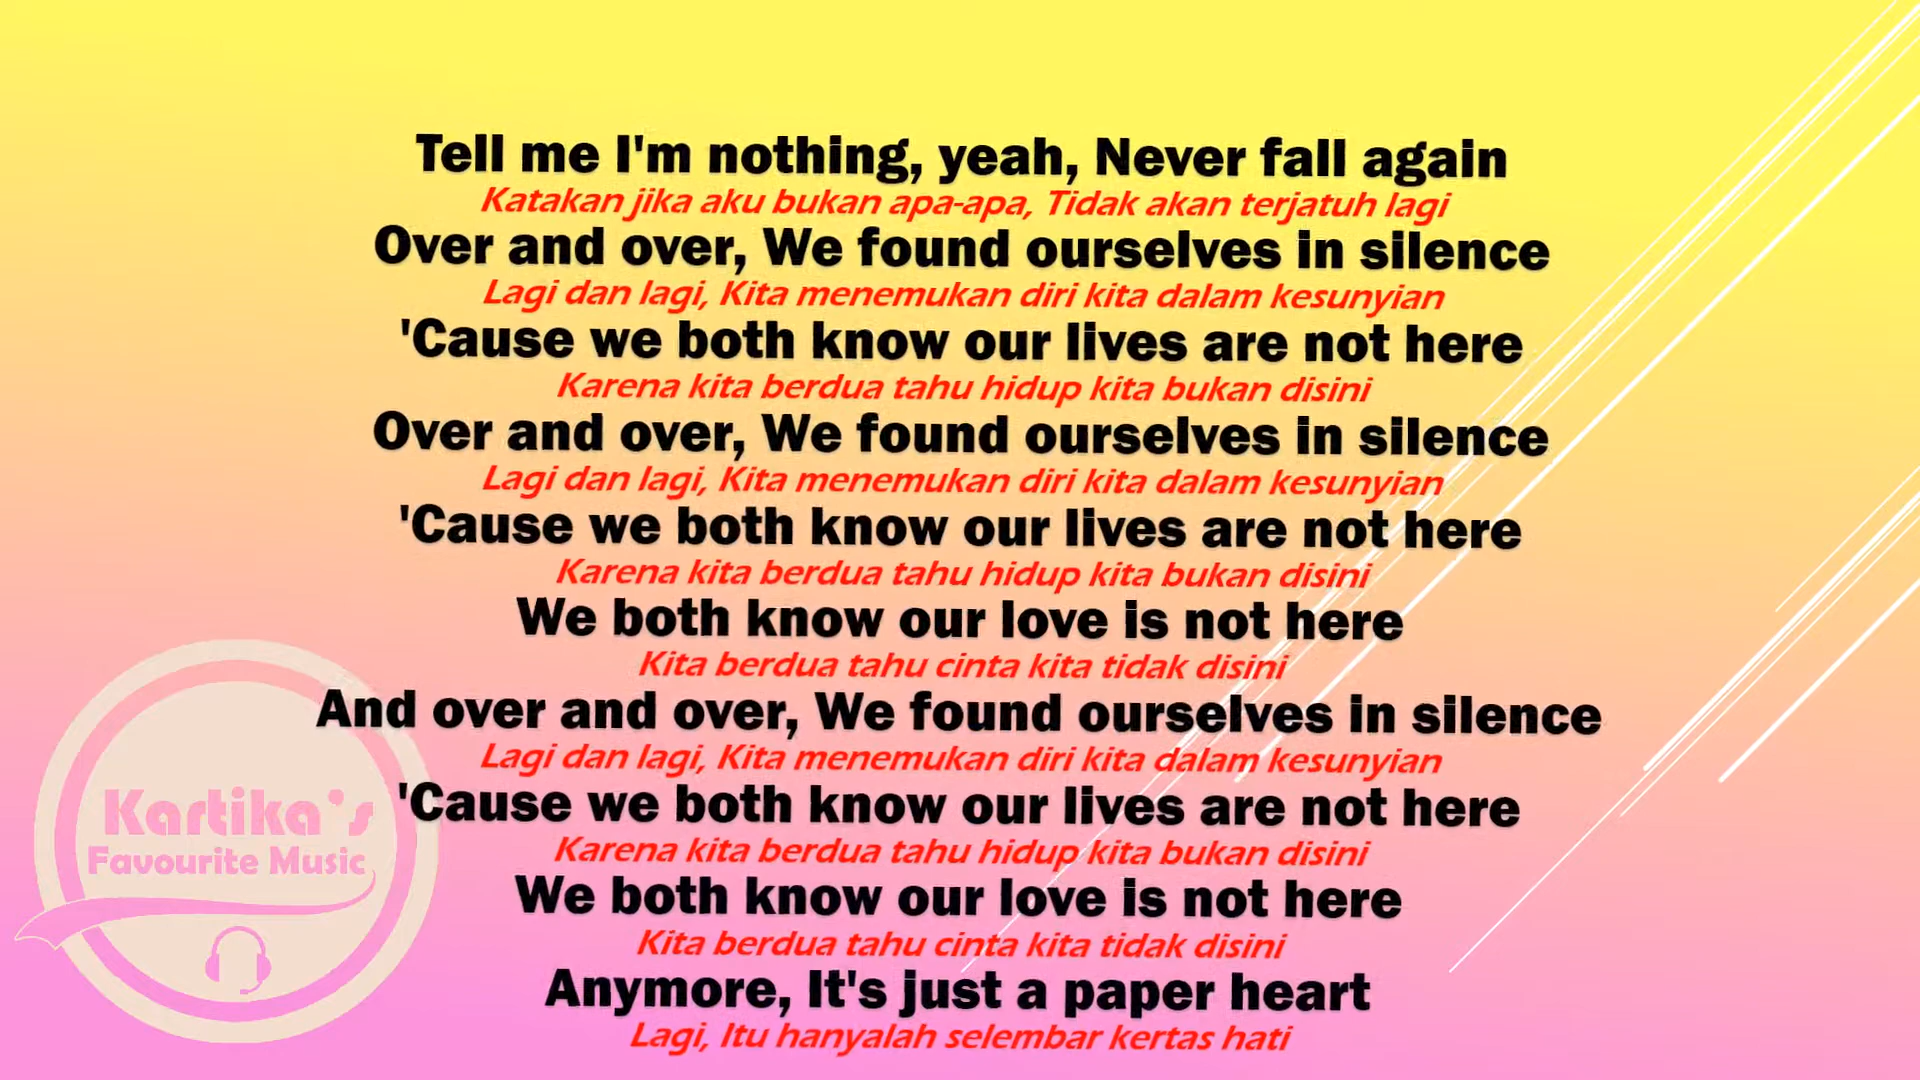 Tell me I'm nothing, yeah, Never fall again
Katakan jika aku bukan apa-apa, Tidak akan terjatuh lagi
Over and over, We found ourselves in silence
Lagi dan lagi, Kita menemukan diri kita dalam kesunyian
'Cause we both know our lives are not here
Karena kita berdua tahu hidup kita bukan disini
Over and over, We found ourselves in silence
Lagi dan lagi, Kita menemukan diri kita dalam kesunyian
'Cause we both know our lives are not here
Karena kita berdua tahu hidup kita bukan disini
We both know our love is not here
Kita berdua tahu cinta kita tidak disini
And over and over, We found ourselves in silence
Lagi dan lagi, Kita menemukan diri kita dalam kesunyian
'Cause we both know our lives are not here
Karena kita berdua tahu hidup kita bukan disini
We both know our love is not here
Kita berdua tahu cinta kita tidak disini
Anymore, It's just a paper heart
Lagi, Itu hanyalah selembar kertas hati
Kartika's
Favourite Music